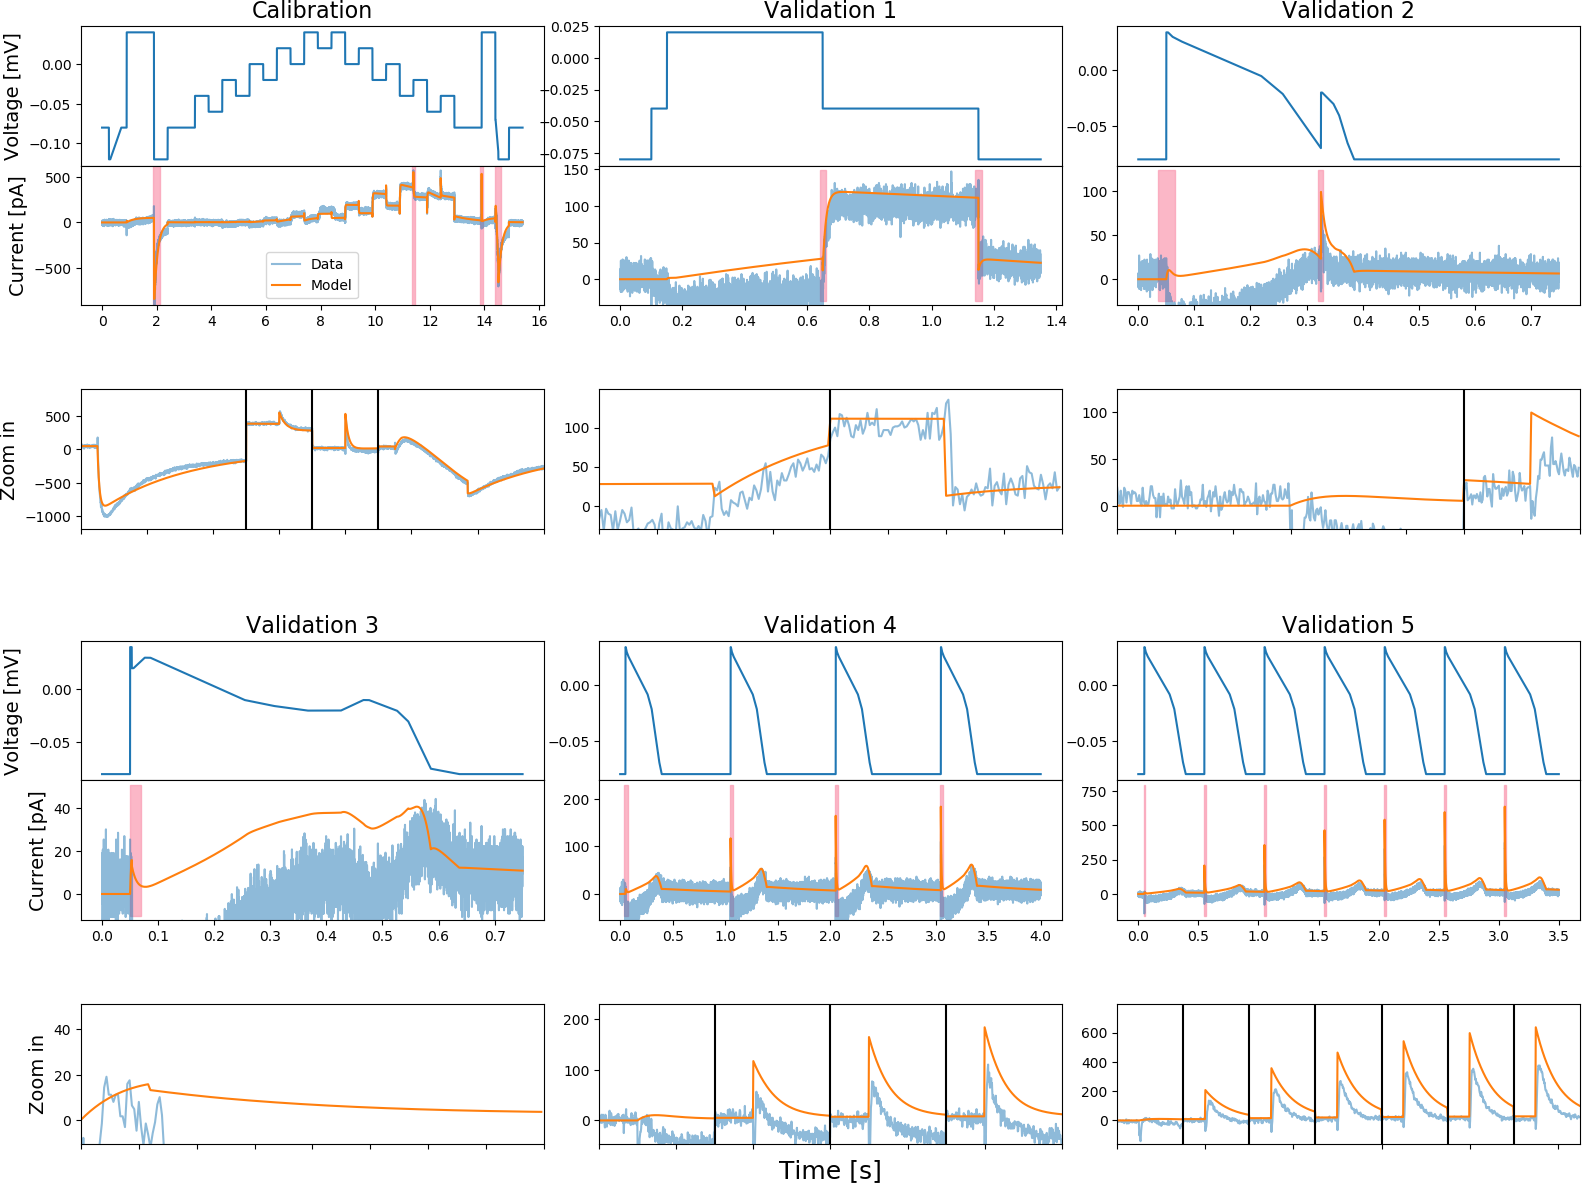 Calibration
Validation 1
Validation 2
Voltage [mV]
0.00
−0.05
−0.10
0.025
0.000
−0.025
−0.050
−0.075
0.00
−0.05
Current [pA]
500
0
−500
Data
Model
150
100
50
0
100
50
0
0 2 4 6 8 10 12 14 16
0.0 0.2 0.4 0.6 0.8 1.0 1.2 1.4
0.0 0.1 0.2 0.3 0.4 0.5 0.6 0.7
Zoom in
500
0
−500
−1000
100
50
0
100
50
0
Validation 3
Validation 4
Validation 5
Voltage [mV]
0.00
−0.05
0.00
−0.05
0.00
−0.05
Current [pA]
40
20
0
200
100
0
750
500
250
0
0.0 0.1 0.2 0.3 0.4 0.5 0.6 0.7
0.0 0.5 1.0 1.5 2.0 2.5 3.0 3.5 4.0
0.0 0.5 1.0 1.5 2.0 2.5 3.0 3.5
Zoom in
40
20
0
200
100
0
600
400
200
0
Time [s]